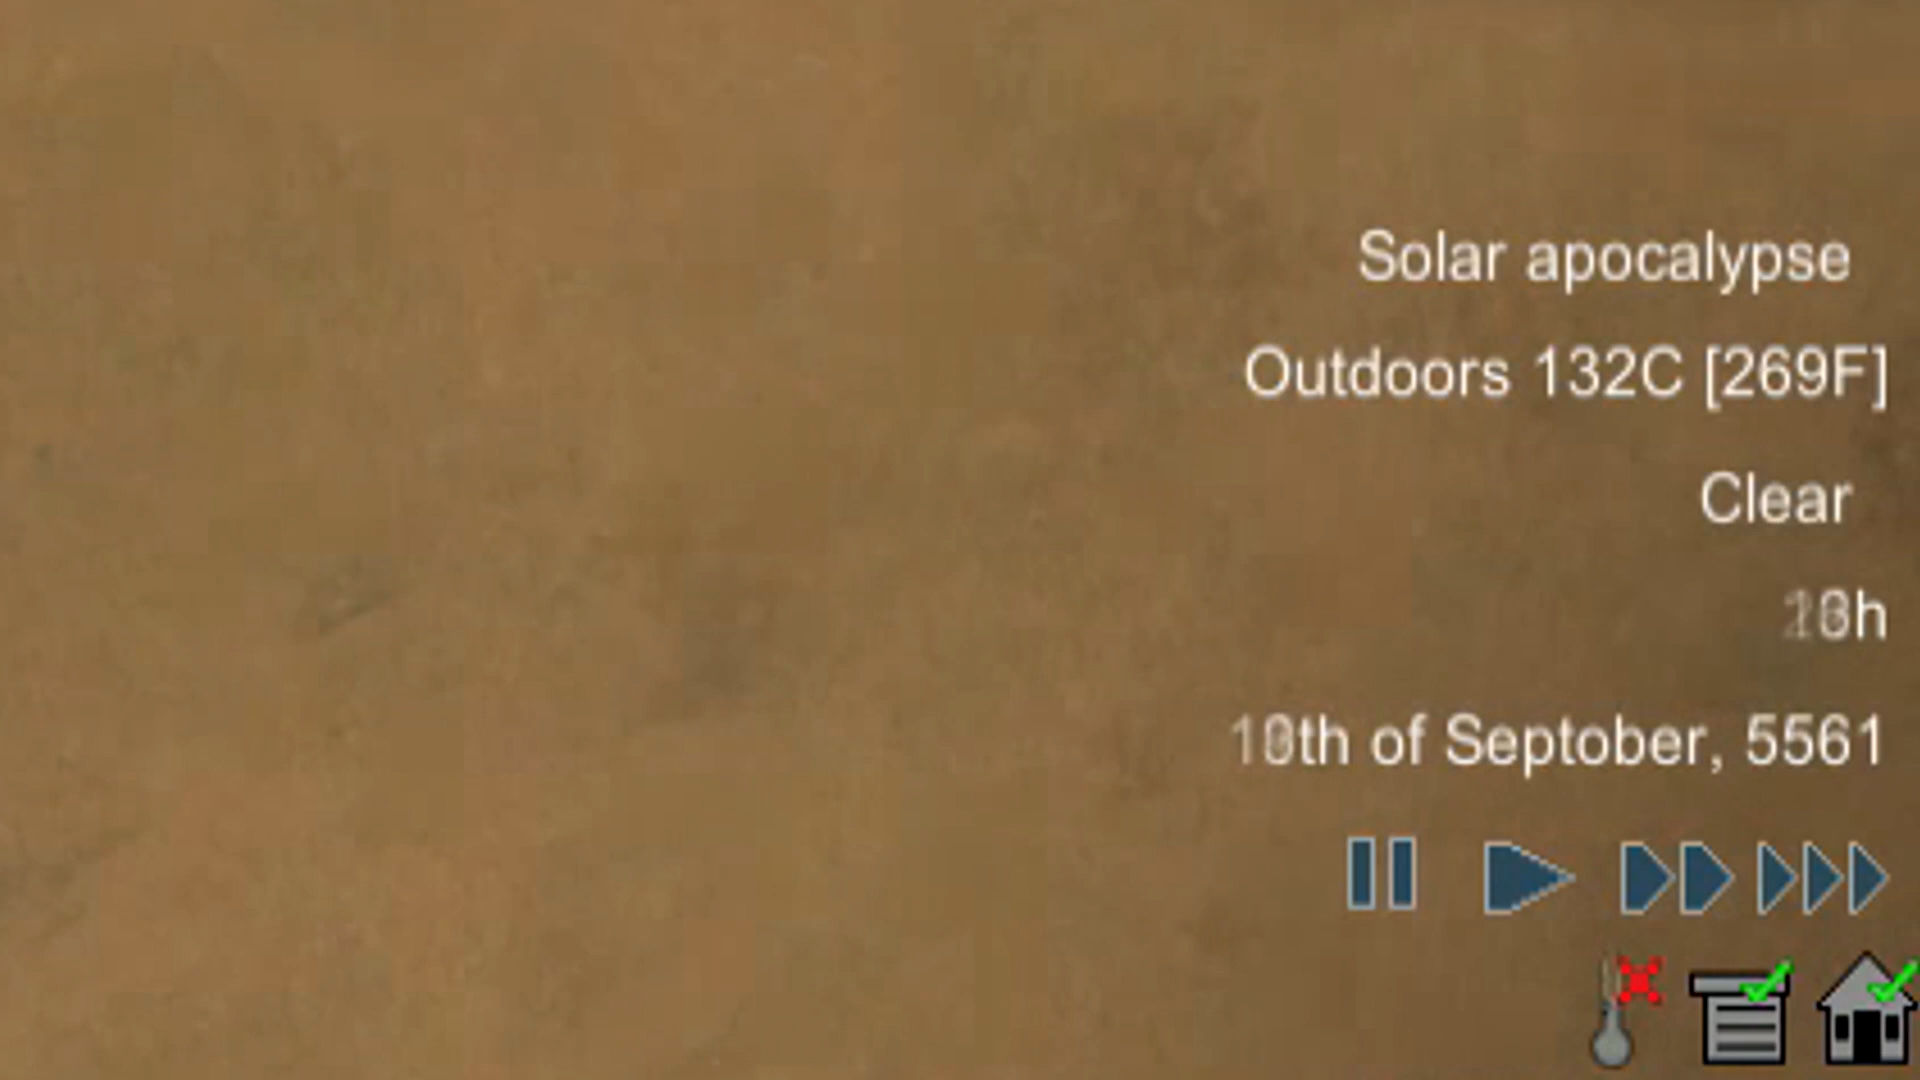 Solar apocalypse
Outdoors 132C [269F]
Clear
of Septober, 5561